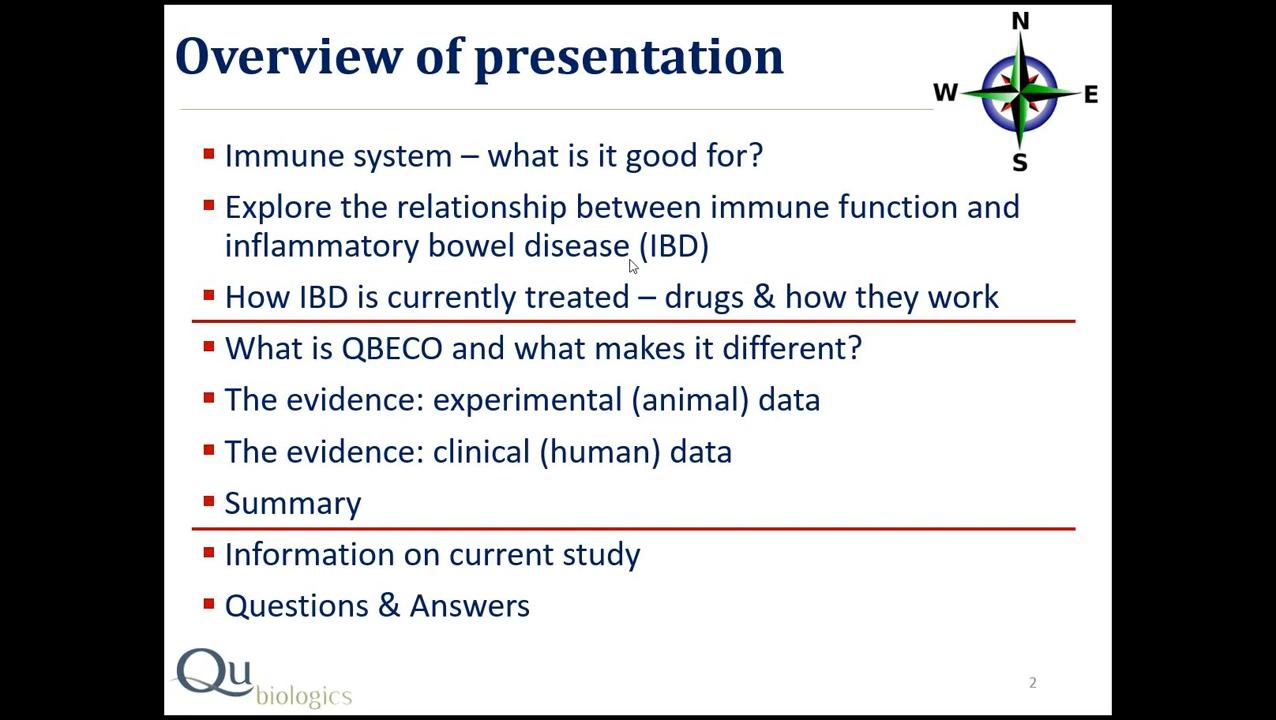 Overview of presentation
N
W
E
S
Immune system – what is it good for?
Explore the relationship between immune function and
inflammatory bowel disease (IBD)
How IBD is currently treated – drugs & how they work
What is QBECO and what makes it different?
The evidence: experimental (animal) data
The evidence: clinical (human) data
Summary
Information on current study
Questions & Answers
Qu
biologics
2